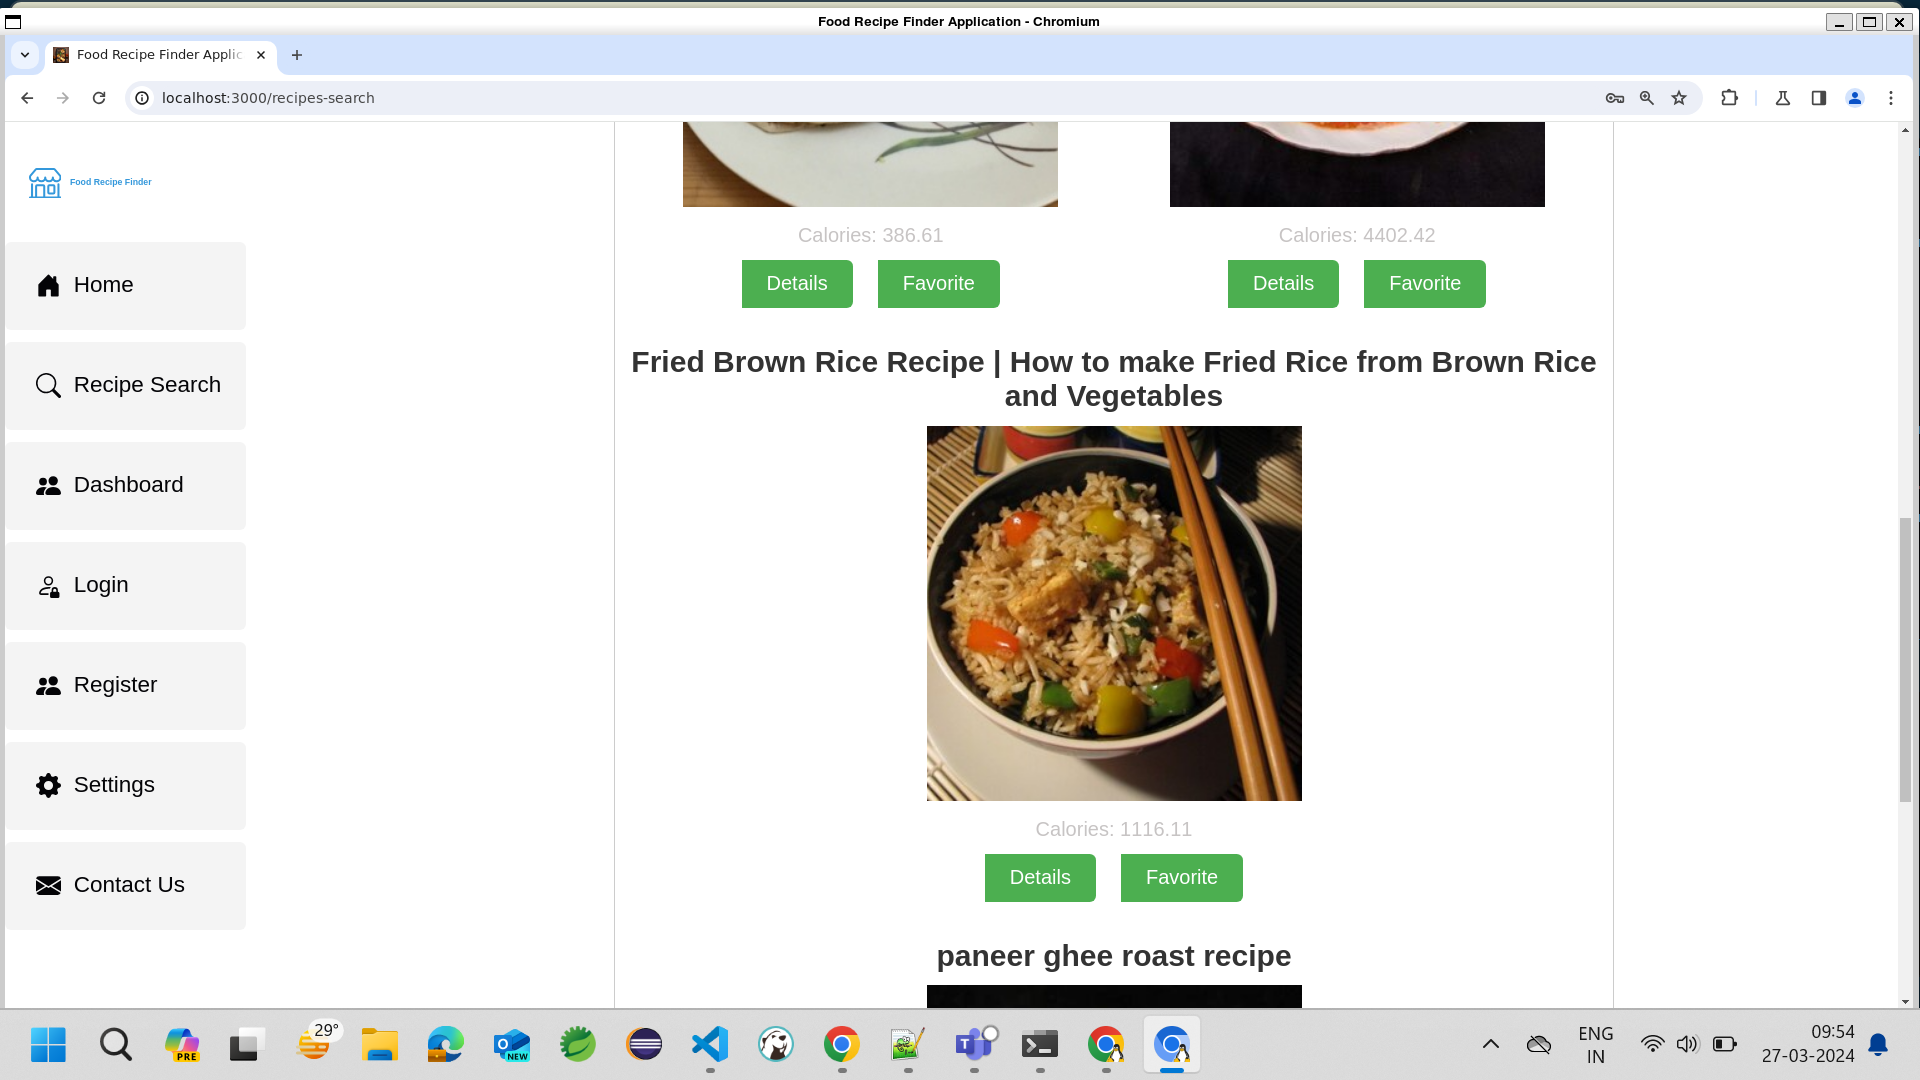 Food Recipe Finder Application - Chromium
Food Recipe Finder Applic
localhost:3000/recipes-search
Food Recipe Finder
Home
Recipe Search
Dashboard
Login
Register
Settings
Contact Us
Calories: 386.61
Details Favorite
Calories: 4402.42
Details Favorite
Fried Brown Rice Recipe | How to make Fried Rice from Brown Rice
and Vegetables
Calories: 1116.11
Details Favorite
paneer ghee roast recipe
PRE
29°
NEW
ENG
IN
09:54
27-03-2024